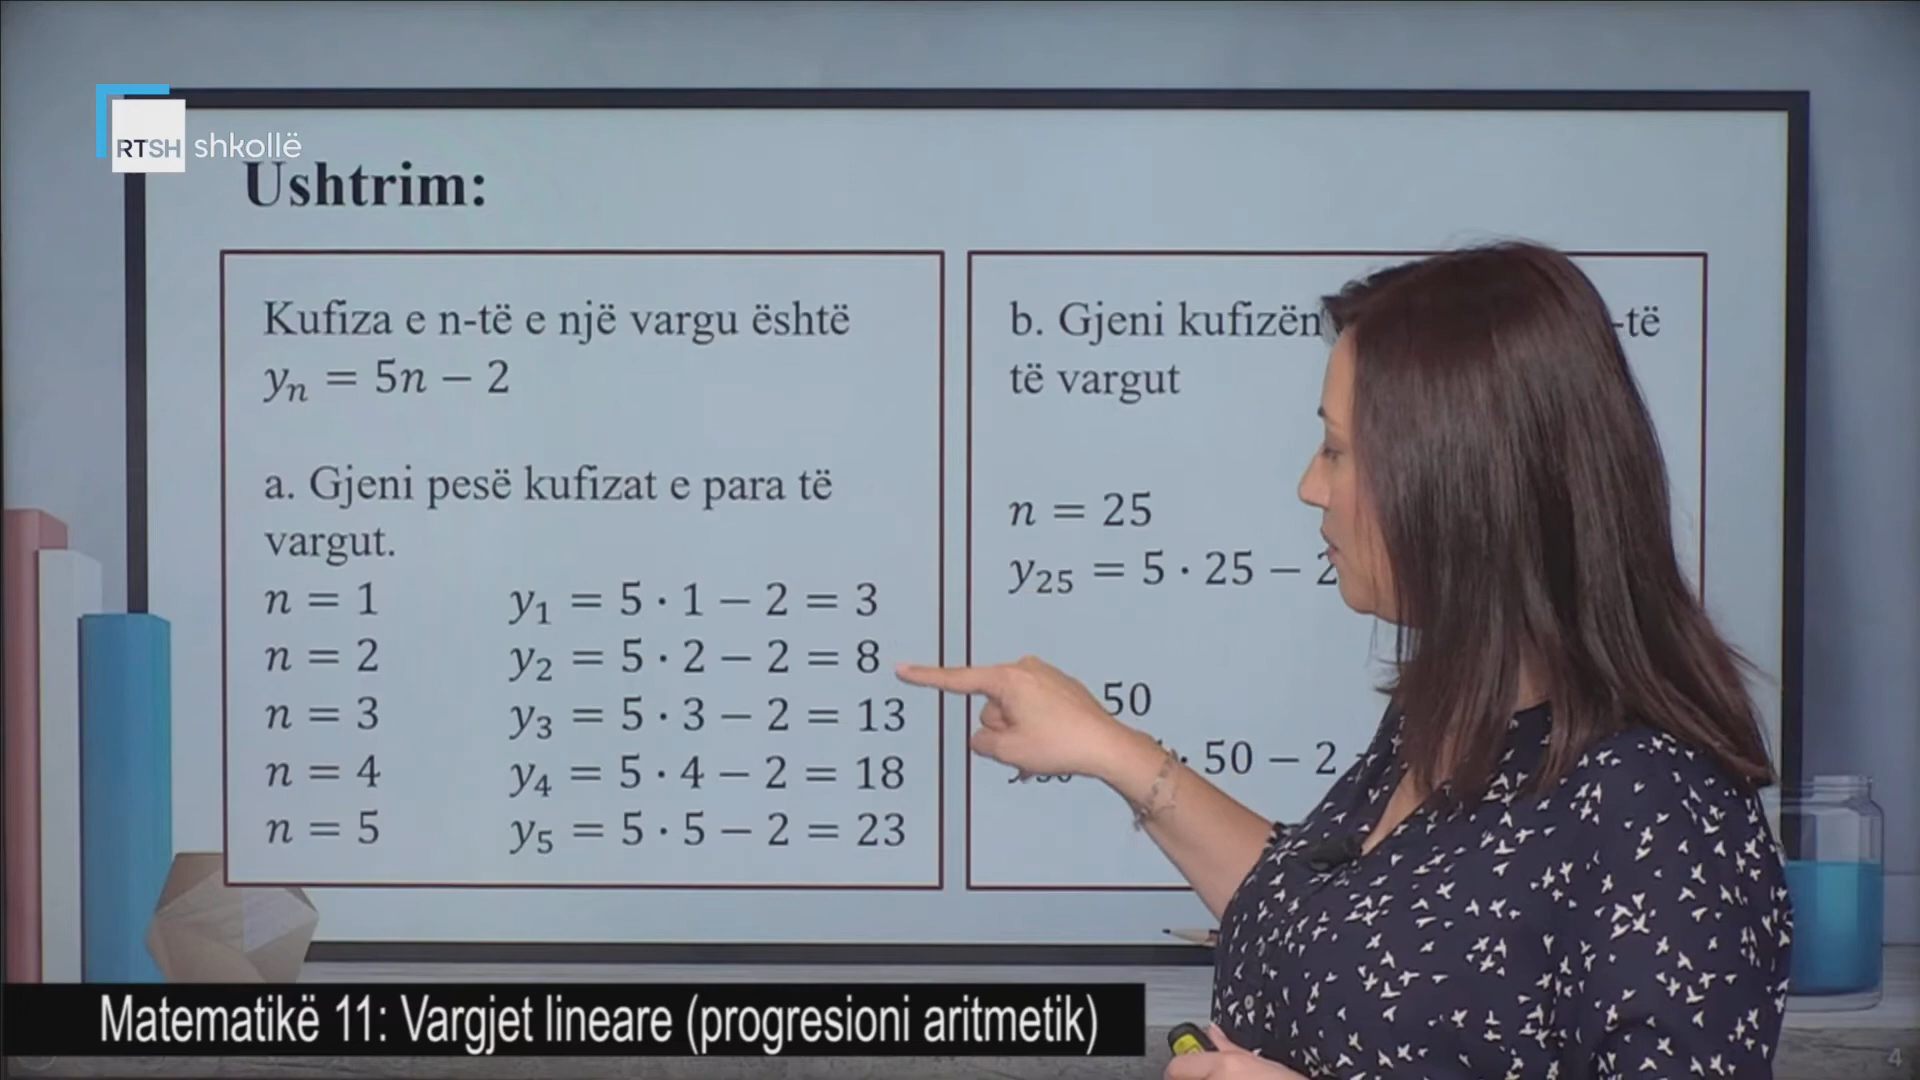 RTSH shkollë
Ushtrim:
Kufiza e n-të e një vargu është
yₙ = 5n − 2
a. Gjeni pesë kufizat e para të
vargut.
n = 1 y₁ = 5 · 1 − 2 = 3
n = 2 y₂ = 5 · 2 − 2 = 8
n = 3 y₃ = 5 · 3 − 2 = 13
n = 4 y₄ = 5 · 4 − 2 = 18
n = 5 y₅ = 5 · 5 − 2 = 23
b. Gjeni kufizën -të
të vargut
n = 25
y₂₅ = 5 · 25 − 2
50
· 50 − 2
Matematikë 11: Vargjet lineare (progresioni aritmetik)
4